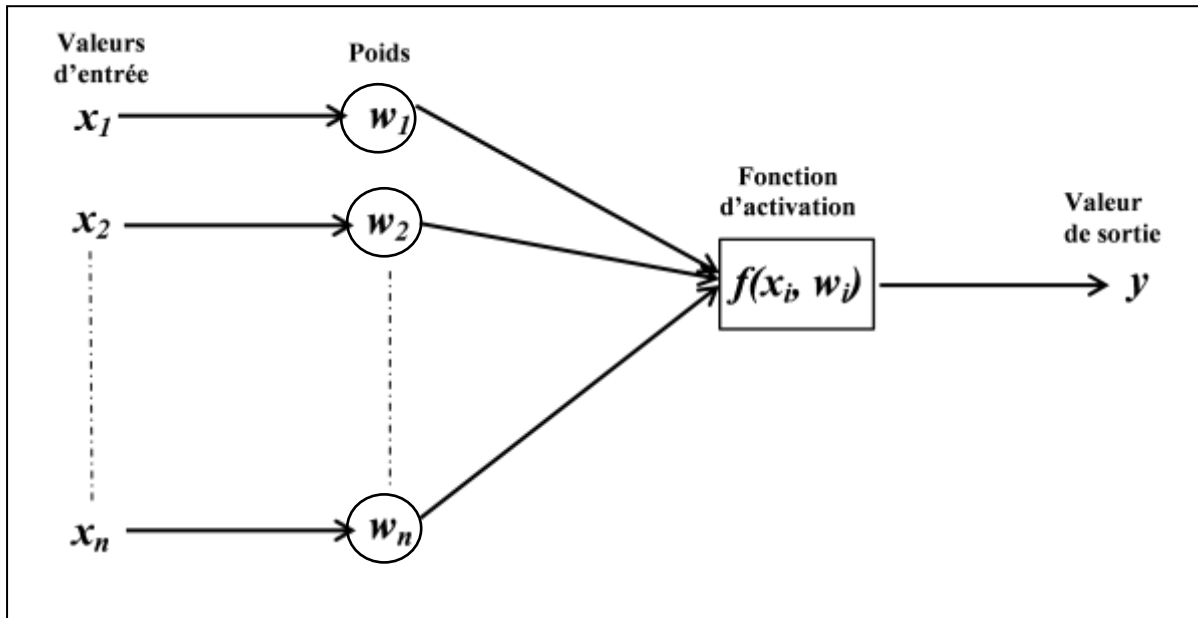 Valeurs
d'entrée
Poids
x₁
w₁
x₂
w₂
xₙ
wₙ
Fonction
d'activation
f(xᵢ, wᵢ)
Valeur
de sortie
y